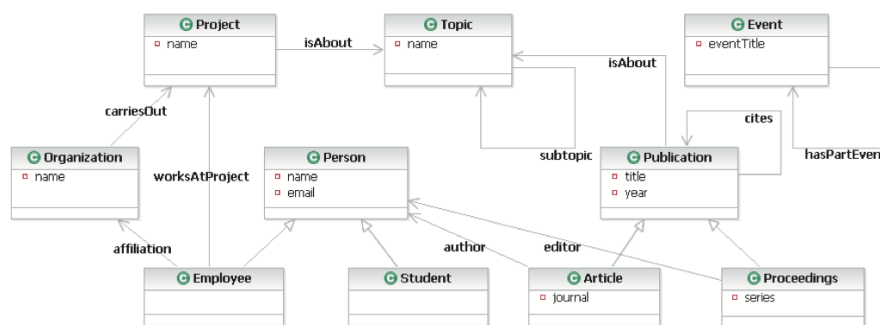 C Project
name
C Topic
name
C Event
eventTitle
isAbout
isAbout
carriesOut
cites
C Organization
name
worksAtProject
C Person
name
email
subtopic
C Publication
title
year
hasPartEvent
affiliation
author
editor
C Employee
C Student
C Article
journal
C Proceedings
series